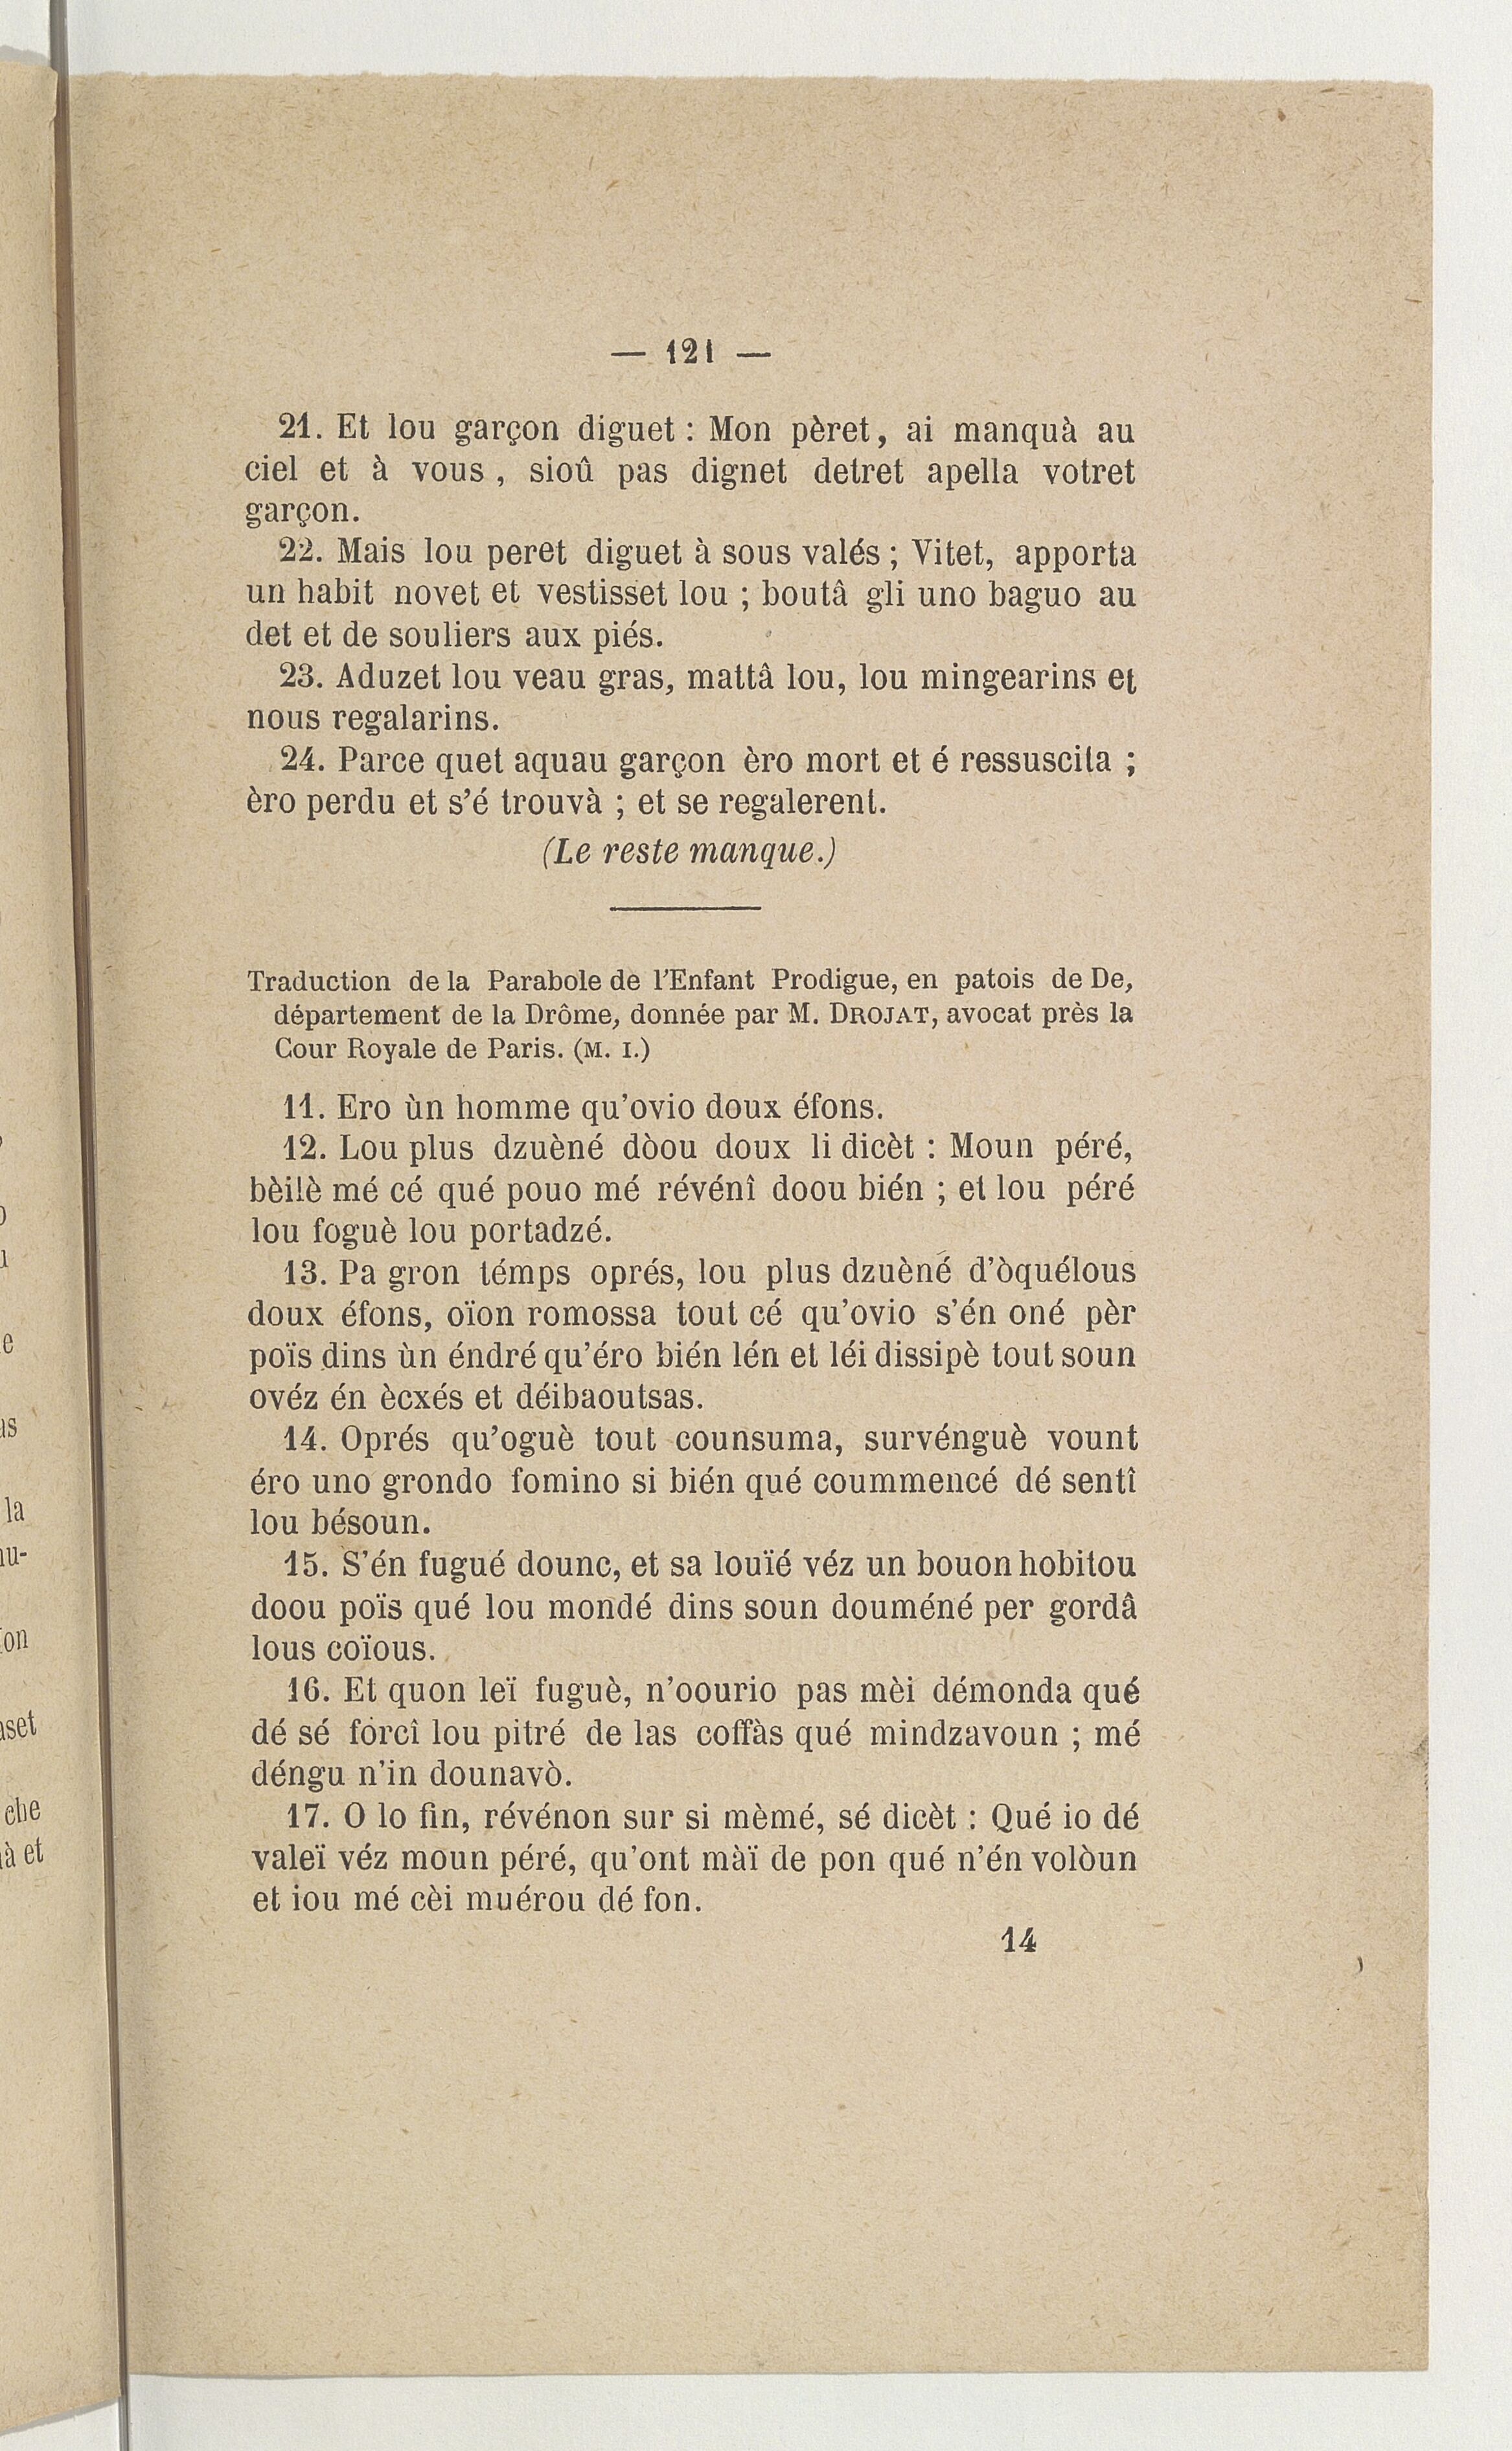 — 121 —
21. Et lou garçon diguet : Mon pèret, ai manquà au
ciel et à vous , sioû pas dignet detret apella votret
garçon.
22. Mais lou peret diguet à sous valés ; Vitet, apporta
un habit novet et vestisset lou ; boutâ gli uno baguo au
det et de souliers aux piés.
23. Aduzet lou veau gras, mattâ lou, lou mingearins et
nous regalarins.
24. Parce quet aquau garçon èro mort et é ressuscita ;
èro perdu et s'é trouvà ; et se regalerent.
(Le reste manque.)
Traduction de la Parabole de l'Enfant Prodigue, en patois de De,
département de la Drôme, donnée par M. DROJAT, avocat près la
Cour Royale de Paris. (M. I.)
11. Ero ùn homme qu'ovio doux éfons.
12. Lou plus dzuèné dòou doux li dicèt : Moun péré,
bèilè mé cé qué pouo mé révénî doou bién ; et lou péré
lou foguè lou portadzé.
13. Pa gron témps oprés, lou plus dzuèné d'òquélous
doux éfons, oïon romossa tout cé qu'ovio s'én oné pèr
poïs dins ùn éndré qu'éro bién lén et léi dissipè tout soun
ovéz én ècxés et déibaoutsas.
14. Oprés qu'oguè tout counsuma, survénguè vount
éro uno grondo fomino si bién qué coummencé dé sentî
lou bésoun.
15. S'én fugué dounc, et sa louïé véz un bouon hobitou
doou poïs qué lou mondé dins soun douméné per gordâ
lous coïous.
16. Et quon leï fuguè, n'oourio pas mèi démonda qué
dé sé forcî lou pitré de las coffàs qué mindzavoun ; mé
déngu n'in dounavò.
17. O lo fin, révénon sur si mèmé, sé dicèt : Qué io dé
valeï véz moun péré, qu'ont màï de pon qué n'én volòun
et iou mé cèi muérou dé fon.
14